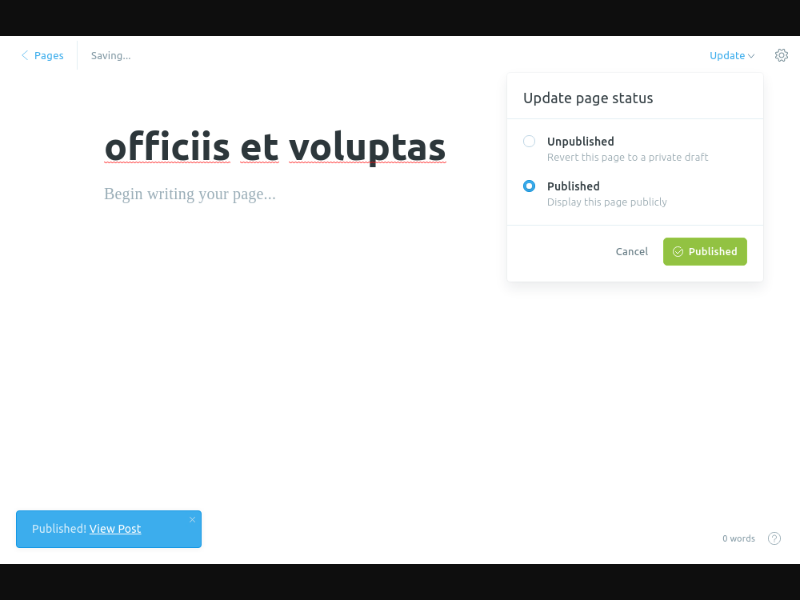 Pages
Saving...
Update
Update page status
officiis et voluptas
Unpublished
Revert this page to a private draft
Begin writing your page...
Published
Display this page publicly
Cancel
Published
Published! View Post
×
0 words
?